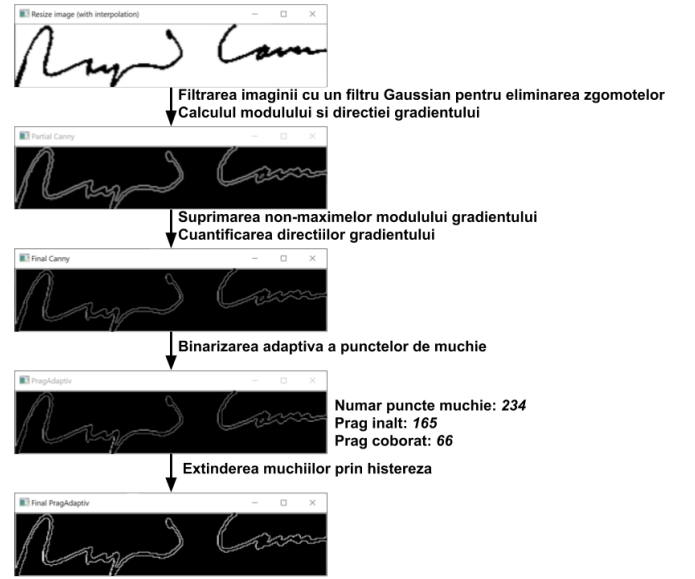 Resize image (with interpolation)
Filtrarea imaginii cu un filtru Gaussian pentru eliminarea zgomotelor
Calculul modulului si directiei gradientului
Partial Canny
Suprimarea non-maximelor modulului gradientului
Cuantificarea directiilor gradientului
Final Canny
Binarizarea adaptiva a punctelor de muchie
PragAdaptiv
Numar puncte muchie: 234
Prag inalt: 165
Prag coborat: 66
Extinderea muchiilor prin histereza
Final PragAdaptiv